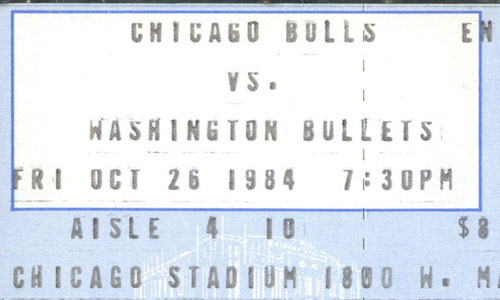 CHICAGO BULLS EN
VS.
WASHINGTON BULLETS
FRI OCT 26 1984 7:30PM
AISLE 4 10 $8
CHICAGO STADIUM 1800 W. M